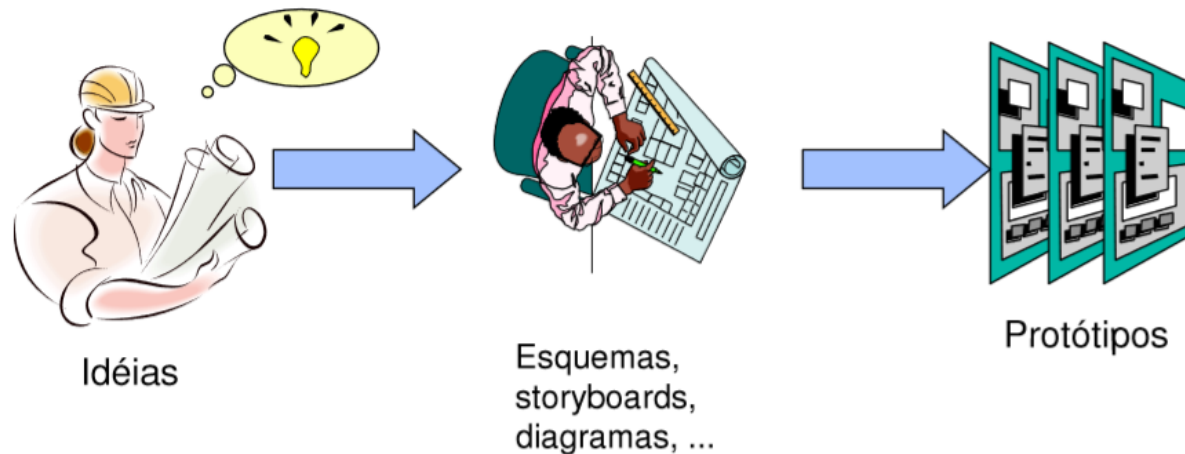 Idéias
Esquemas,
storyboards,
diagramas, ...
Protótipos